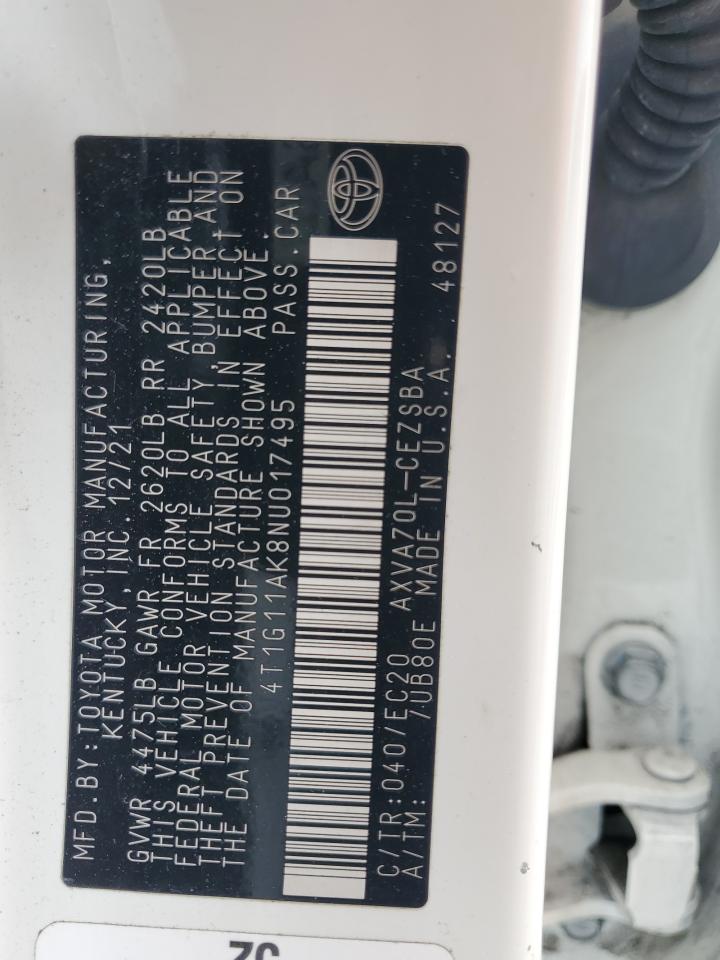 MFD.BY:TOYOTA MOTOR MANUFACTURING,
KENTUCKY, INC. 12/21
GVWR 4475LB GAWR FR 2620LB RR 2420LB
THIS VEHICLE CONFORMS TO ALL APPLICABLE
FEDERAL MOTOR VEHICLE SAFETY, BUMPER AND
THEFT PREVENTION STANDARDS IN EFFECT ON
THE DATE OF MANUFACTURE SHOWN ABOVE.
4T1G11AK8NU017495 PASS.CAR
C/TR:040/EC20 AXVA70L-CEZSBA
A/TM: /UB80E MADE IN U.S.A. 48127